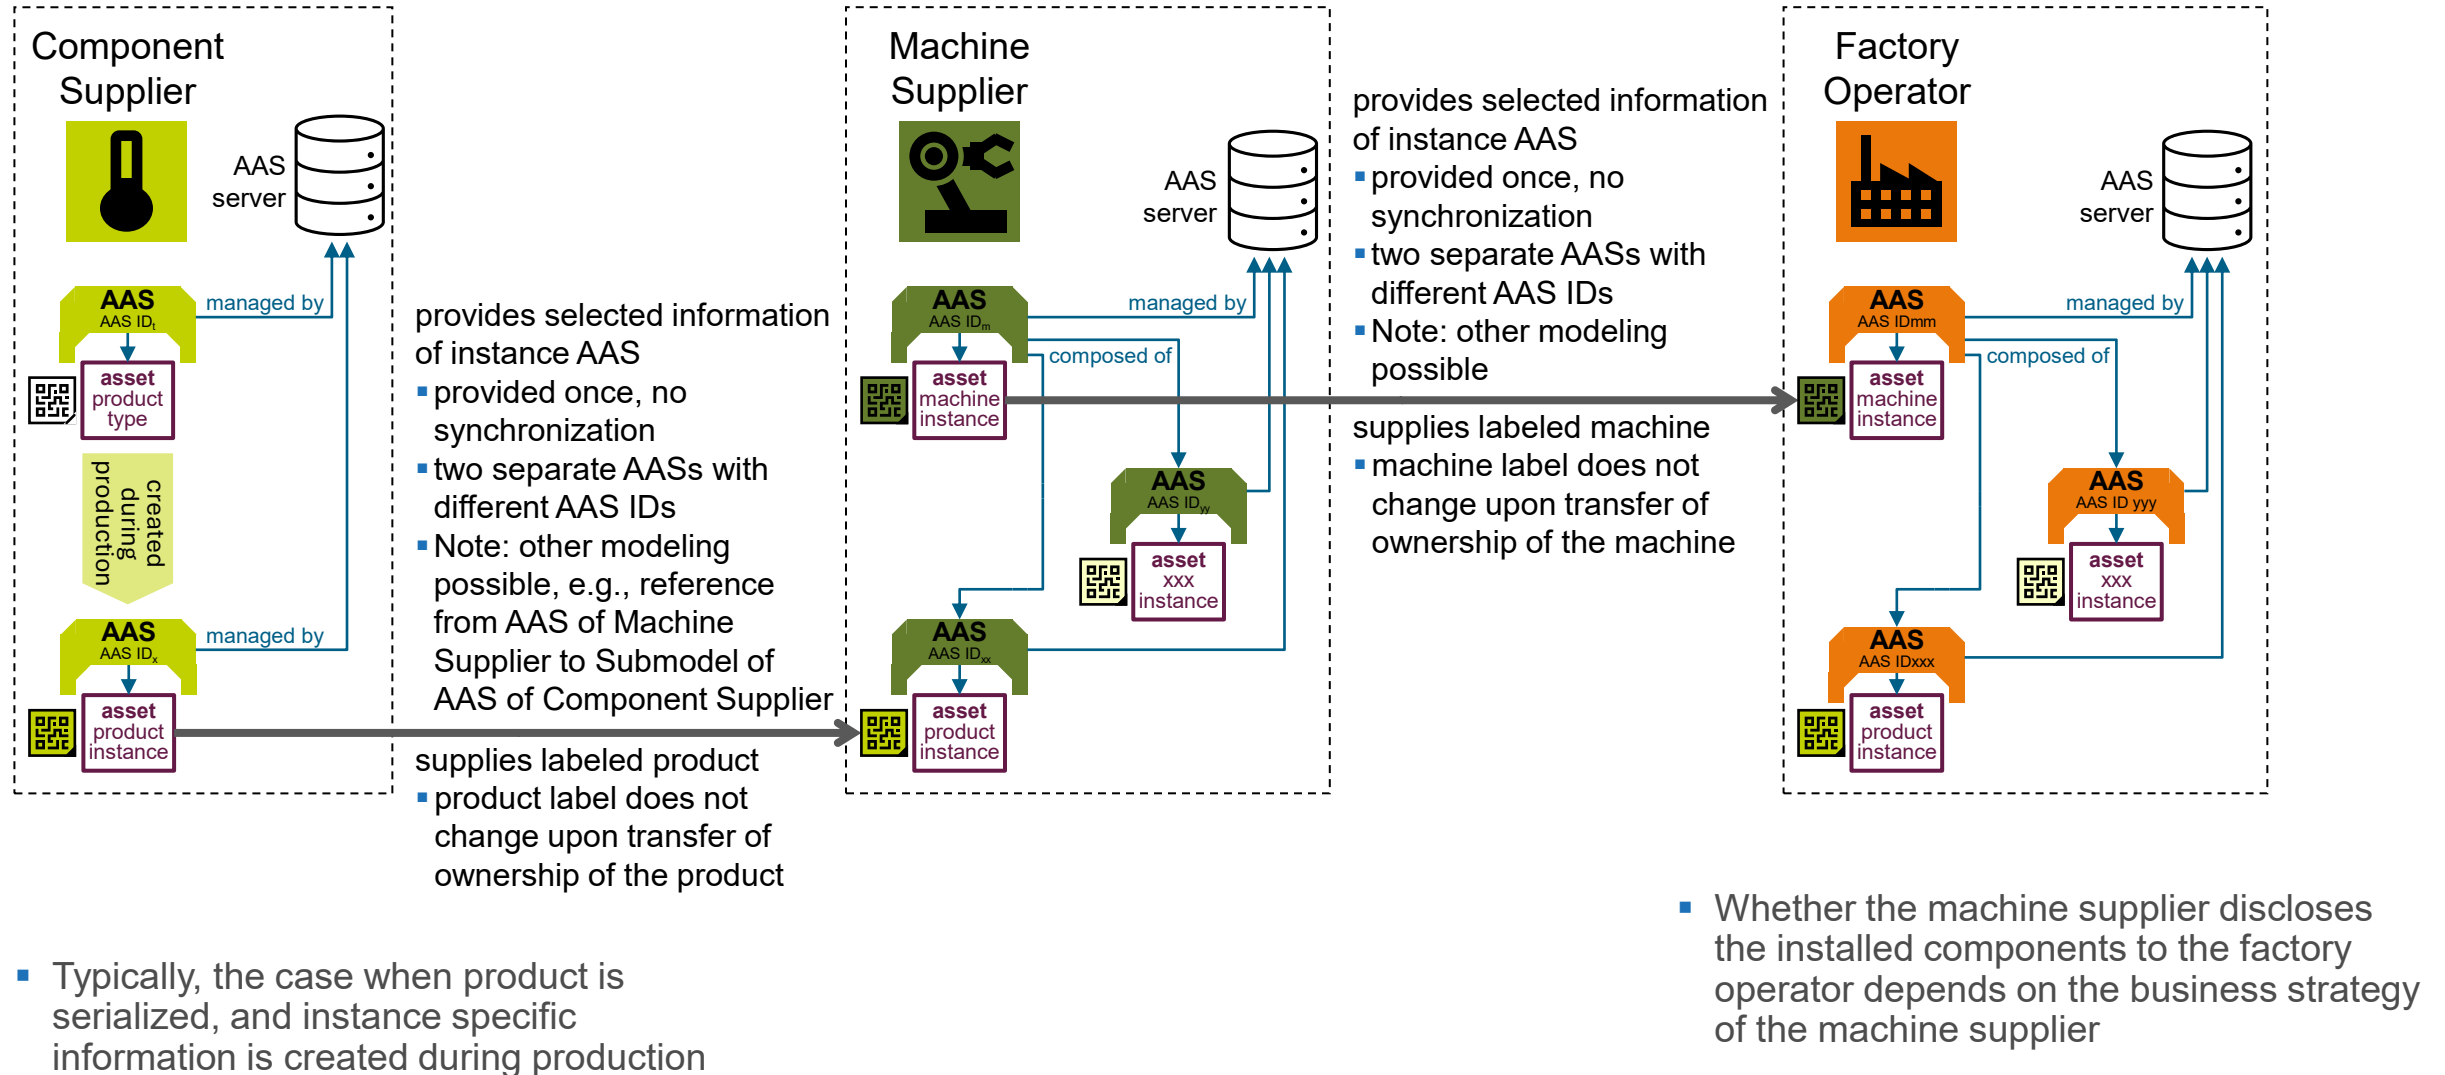 Component
Supplier
AAS
server
AAS
AAS IDt
managed by
asset
product
type
created
during
production
AAS
AAS IDx
managed by
asset
product
instance
provides selected information
of instance AAS
▪ provided once, no
synchronization
▪ two separate AASs with
different AAS IDs
▪ Note: other modeling
possible, e.g., reference
from AAS of Machine
Supplier to Submodel of
AAS of Component Supplier
supplies labeled product
▪ product label does not
change upon transfer of
ownership of the product
Machine
Supplier
AAS
server
AAS
AAS IDm
managed by
composed of
asset
machine
instance
AAS
AAS IDyy
asset
xxx
instance
AAS
AAS IDxx
asset
product
instance
provides selected information
of instance AAS
▪ provided once, no
synchronization
▪ two separate AASs with
different AAS IDs
▪ Note: other modeling
possible
supplies labeled machine
▪ machine label does not
change upon transfer of
ownership of the machine
Factory
Operator
AAS
server
AAS
AAS IDmm
managed by
composed of
asset
machine
instance
AAS
AAS ID yyy
asset
xxx
instance
AAS
AAS IDxxx
asset
product
instance
▪ Typically, the case when product is
serialized, and instance specific
information is created during production
▪ Whether the machine supplier discloses
the installed components to the factory
operator depends on the business strategy
of the machine supplier